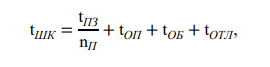 t_ШК = t_ПЗ / n_П + t_ОП + t_ОБ + t_ОТЛ,